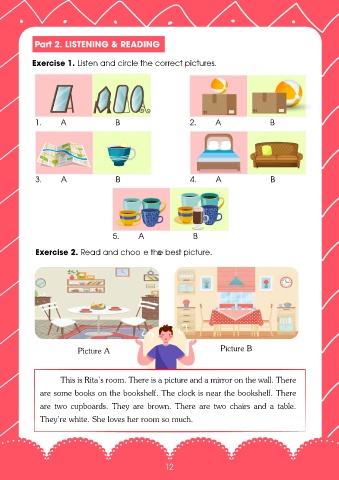 Part 2. LISTENING & READING
Exercise 1. Listen and circle the correct pictures.
1. A B
2. A B
3. A B
4. A B
5. A B
Exercise 2. Read and choo e the best picture.
Picture A
Picture B
This is Rita's room. There is a picture and a mirror on the wall. There
are some books on the bookshelf. The clock is near the bookshelf. There
are two cupboards. They are brown. There are two chairs and a table.
They're white. She loves her room so much.
12